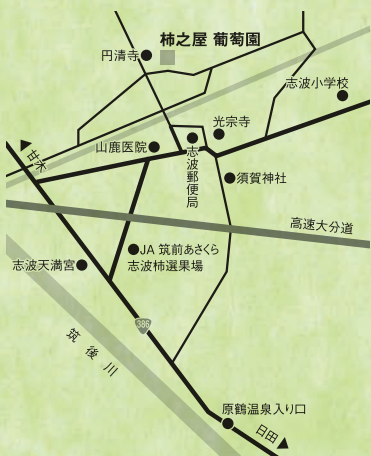 柿之屋 葡萄園
円清寺
志波小学校
光宗寺
山鹿医院
志波郵便局
甘木
須賀神社
高速大分道
JA 筑前あさくら
志波柿選果場
志波天満宮
386
筑後川
原鶴温泉入り口
日田